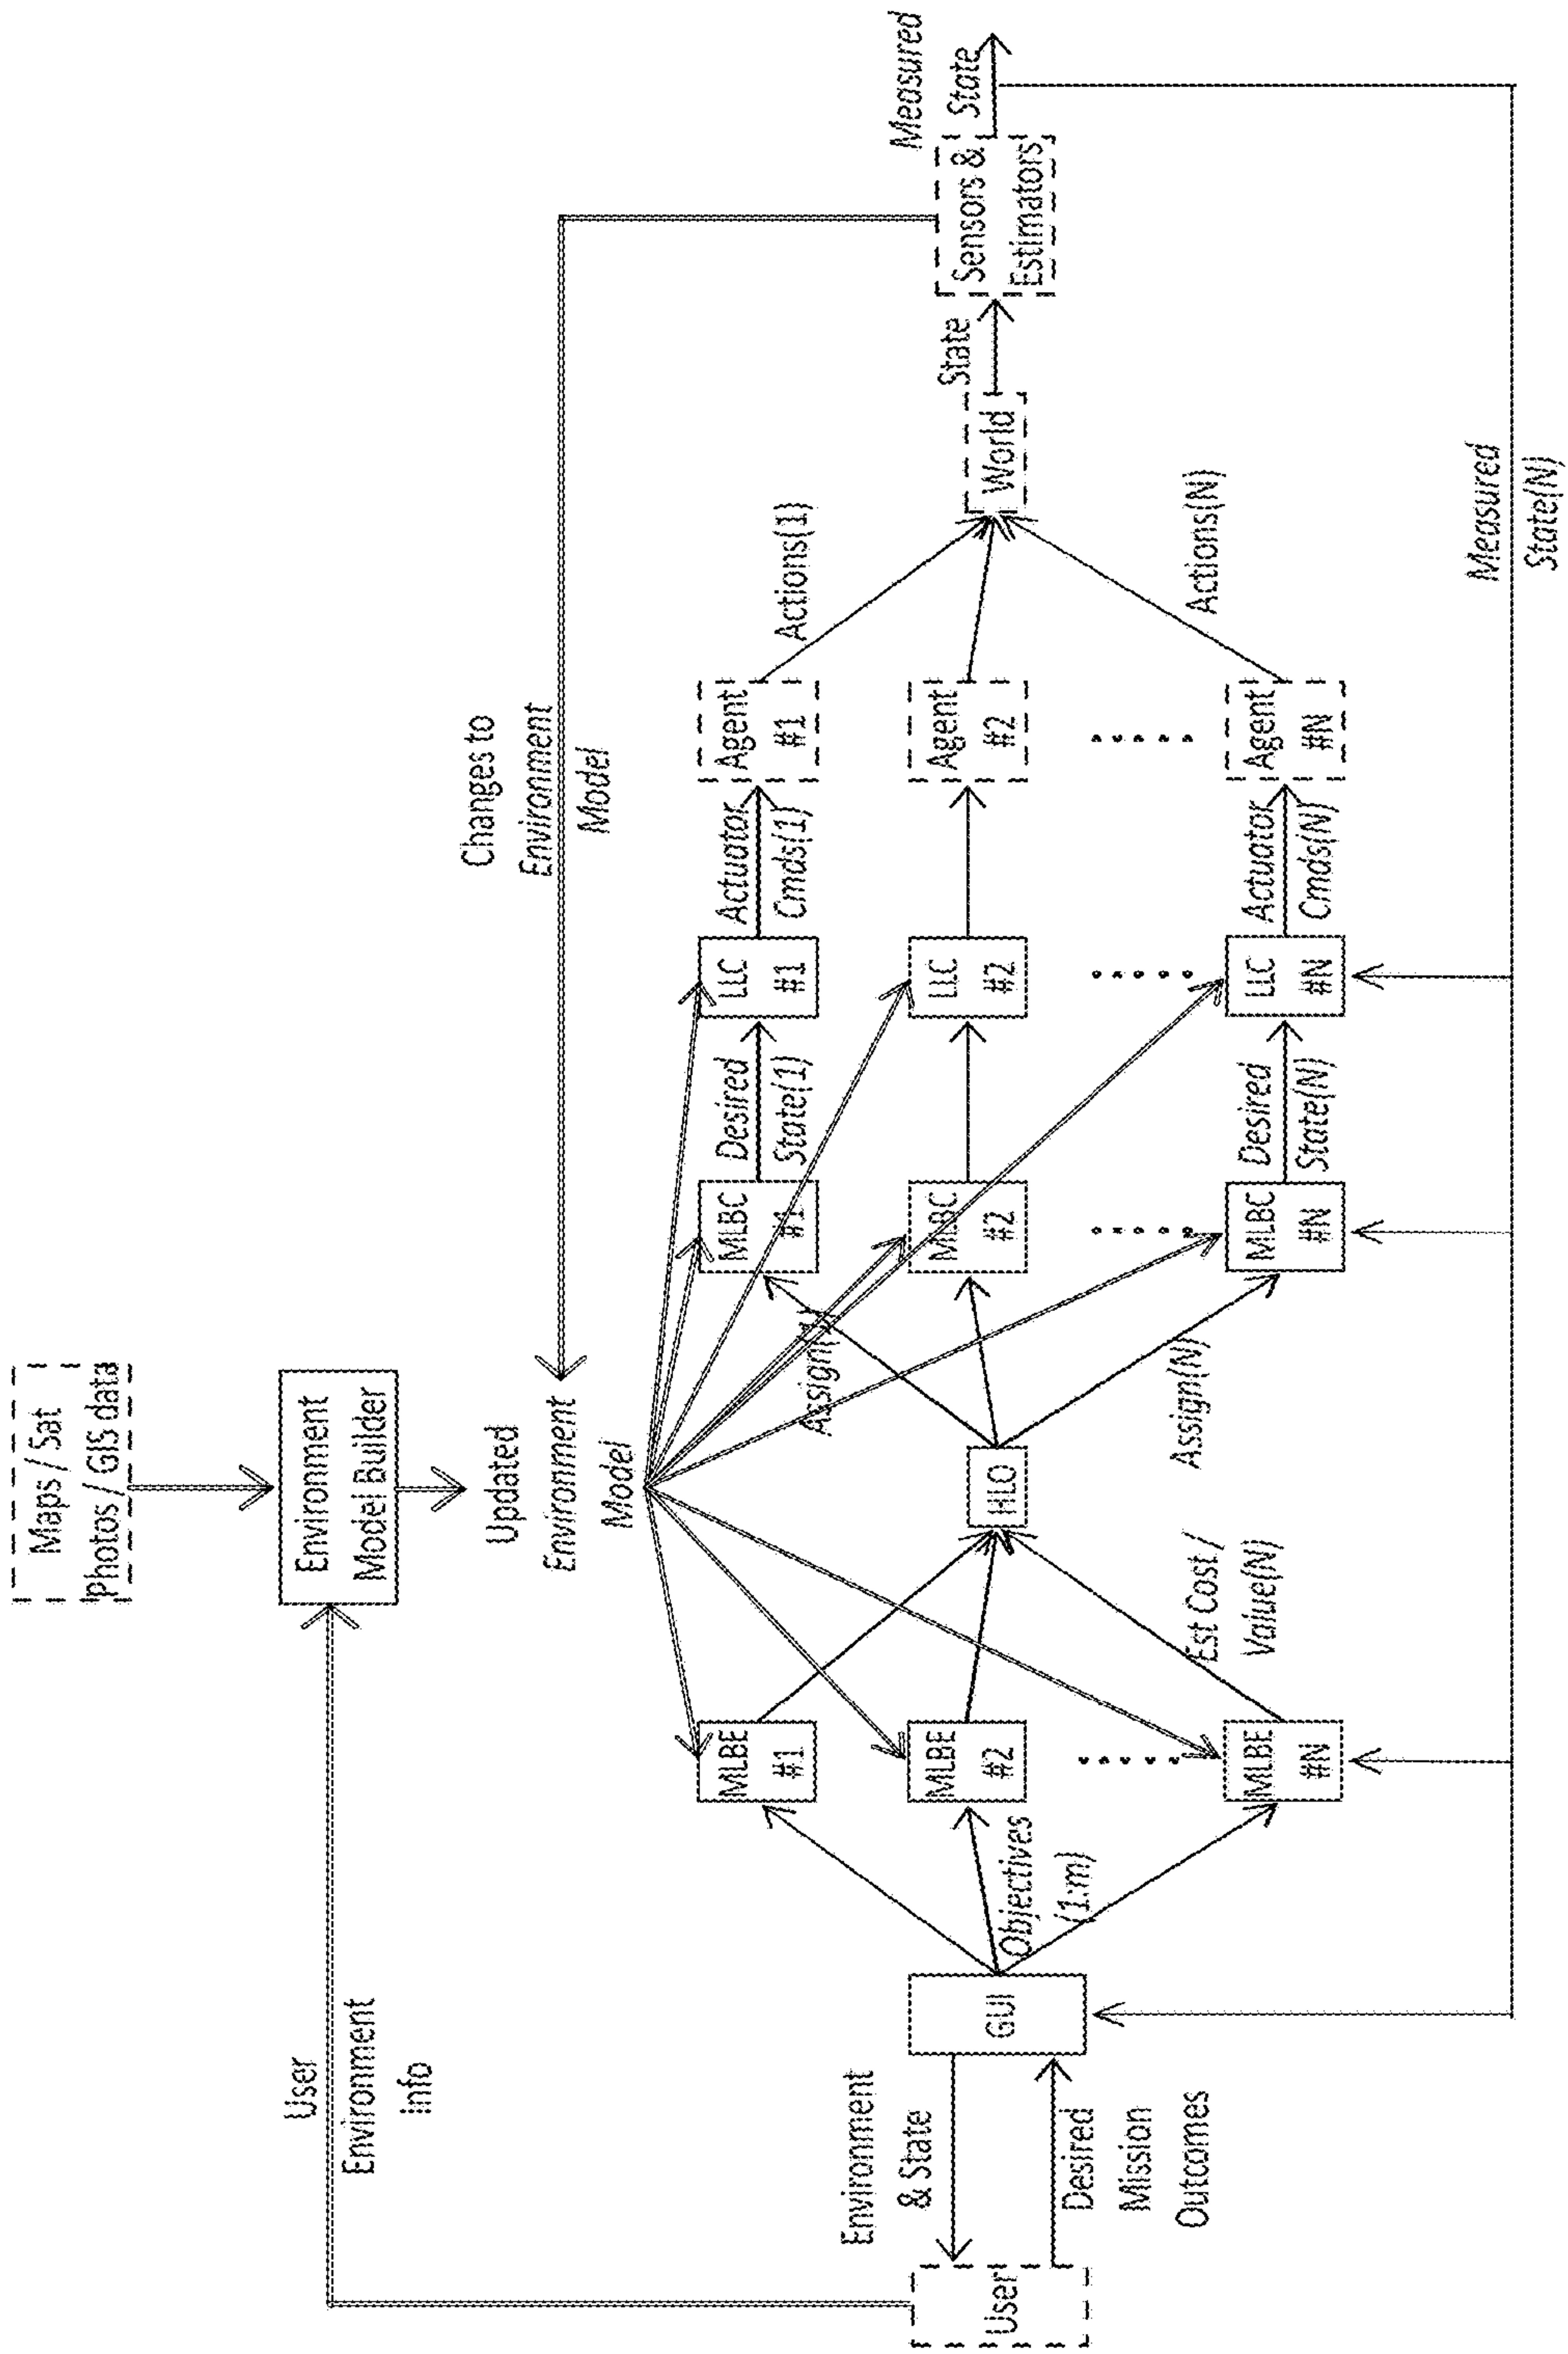 Maps / Sat
Photos / GIS data
User
Environment
Info
Environment
Model Builder
Updated
Environment
Model
Changes to
Environment
Model
User
Environment
& State
Desired
Mission
Outcomes
GUI
Objectives
(1:m)
MLBE
#1
MLBE
#2
MLBE
#N
Est Cost /
Value(N)
HLO
Assign(1)
Assign(N)
MLBC
#1
MLBC
#2
MLBC
#N
Desired
State(1)
Desired
State(N)
LLC
#1
LLC
#2
LLC
#N
Actuator
Cmds(1)
Actuator
Cmds(N)
Agent
#1
Agent
#2
Agent
#N
Actions(1)
Actions(N)
World
State
Sensors &
Estimators
Measured
State
Measured
State(N)